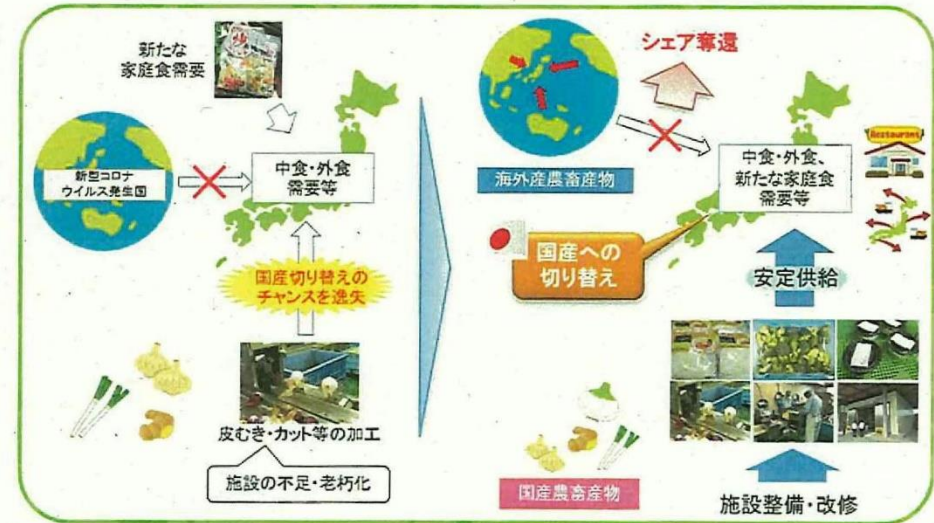 新たな
家庭食需要
新型コロナ
ウイルス発生国
中食・外食
需要等
国産切り替えの
チャンスを逸失
皮むき・カット等の加工
施設の不足・老朽化
シェア奪還
海外産農畜産物
中食・外食、
新たな家庭食
需要等
Restaurant
国産への
切り替え
安定供給
国産農畜産物
施設整備・改修